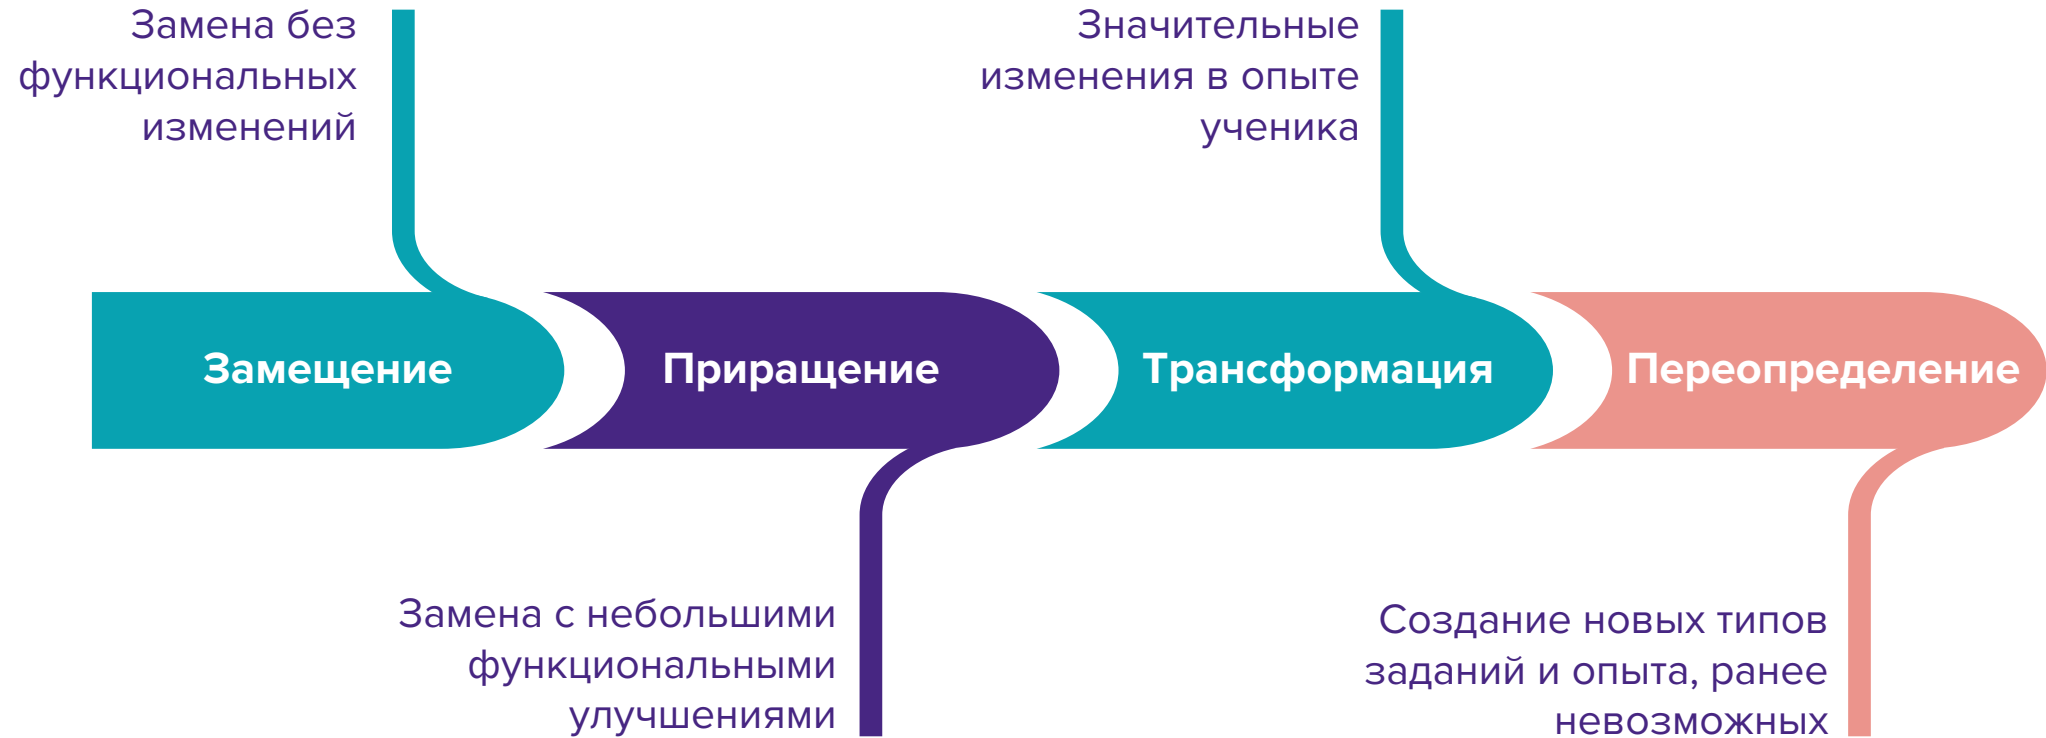 Замена без
функциональных
изменений
Значительные
изменения в опыте
ученика
Замещение
Приращение
Трансформация
Переопределение
Замена с небольшими
функциональными
улучшениями
Создание новых типов
заданий и опыта, ранее
невозможных